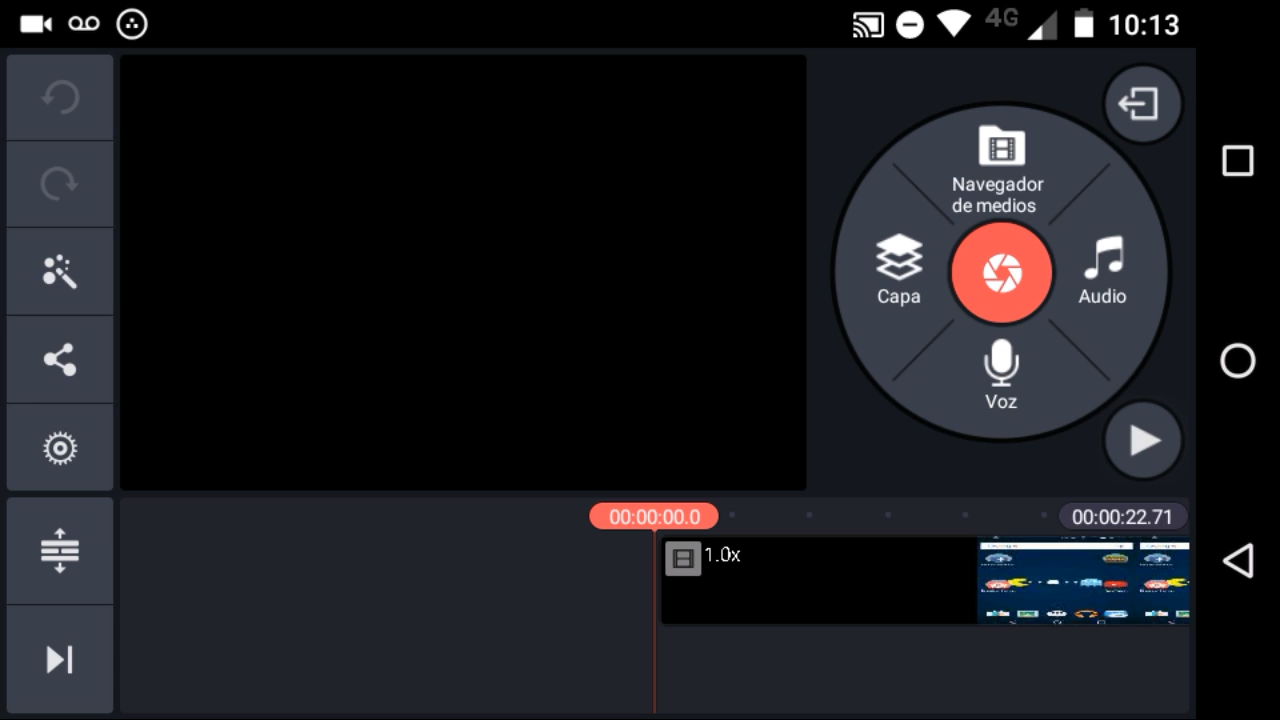 4G 10:13
Navegador
de medios
Capa
Audio
Voz
00:00:00.0
00:00:22.71
1.0x